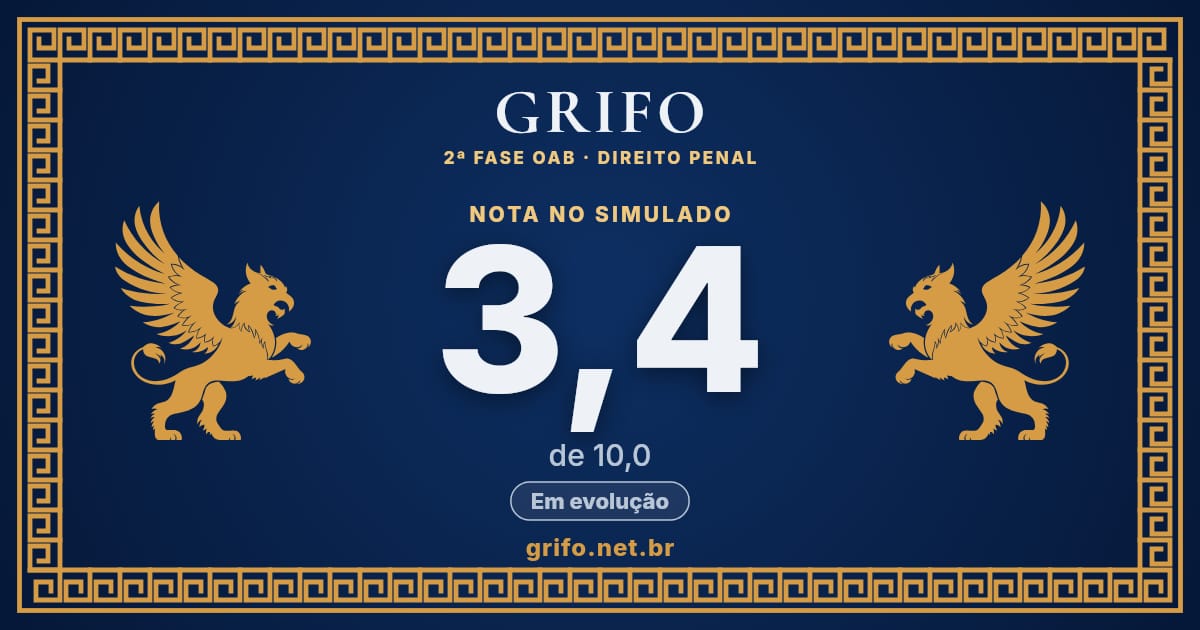 GRIFO
2ª FASE OAB · DIREITO PENAL
NOTA NO SIMULADO
3,4
de 10,0
Em evolução
grifo.net.br